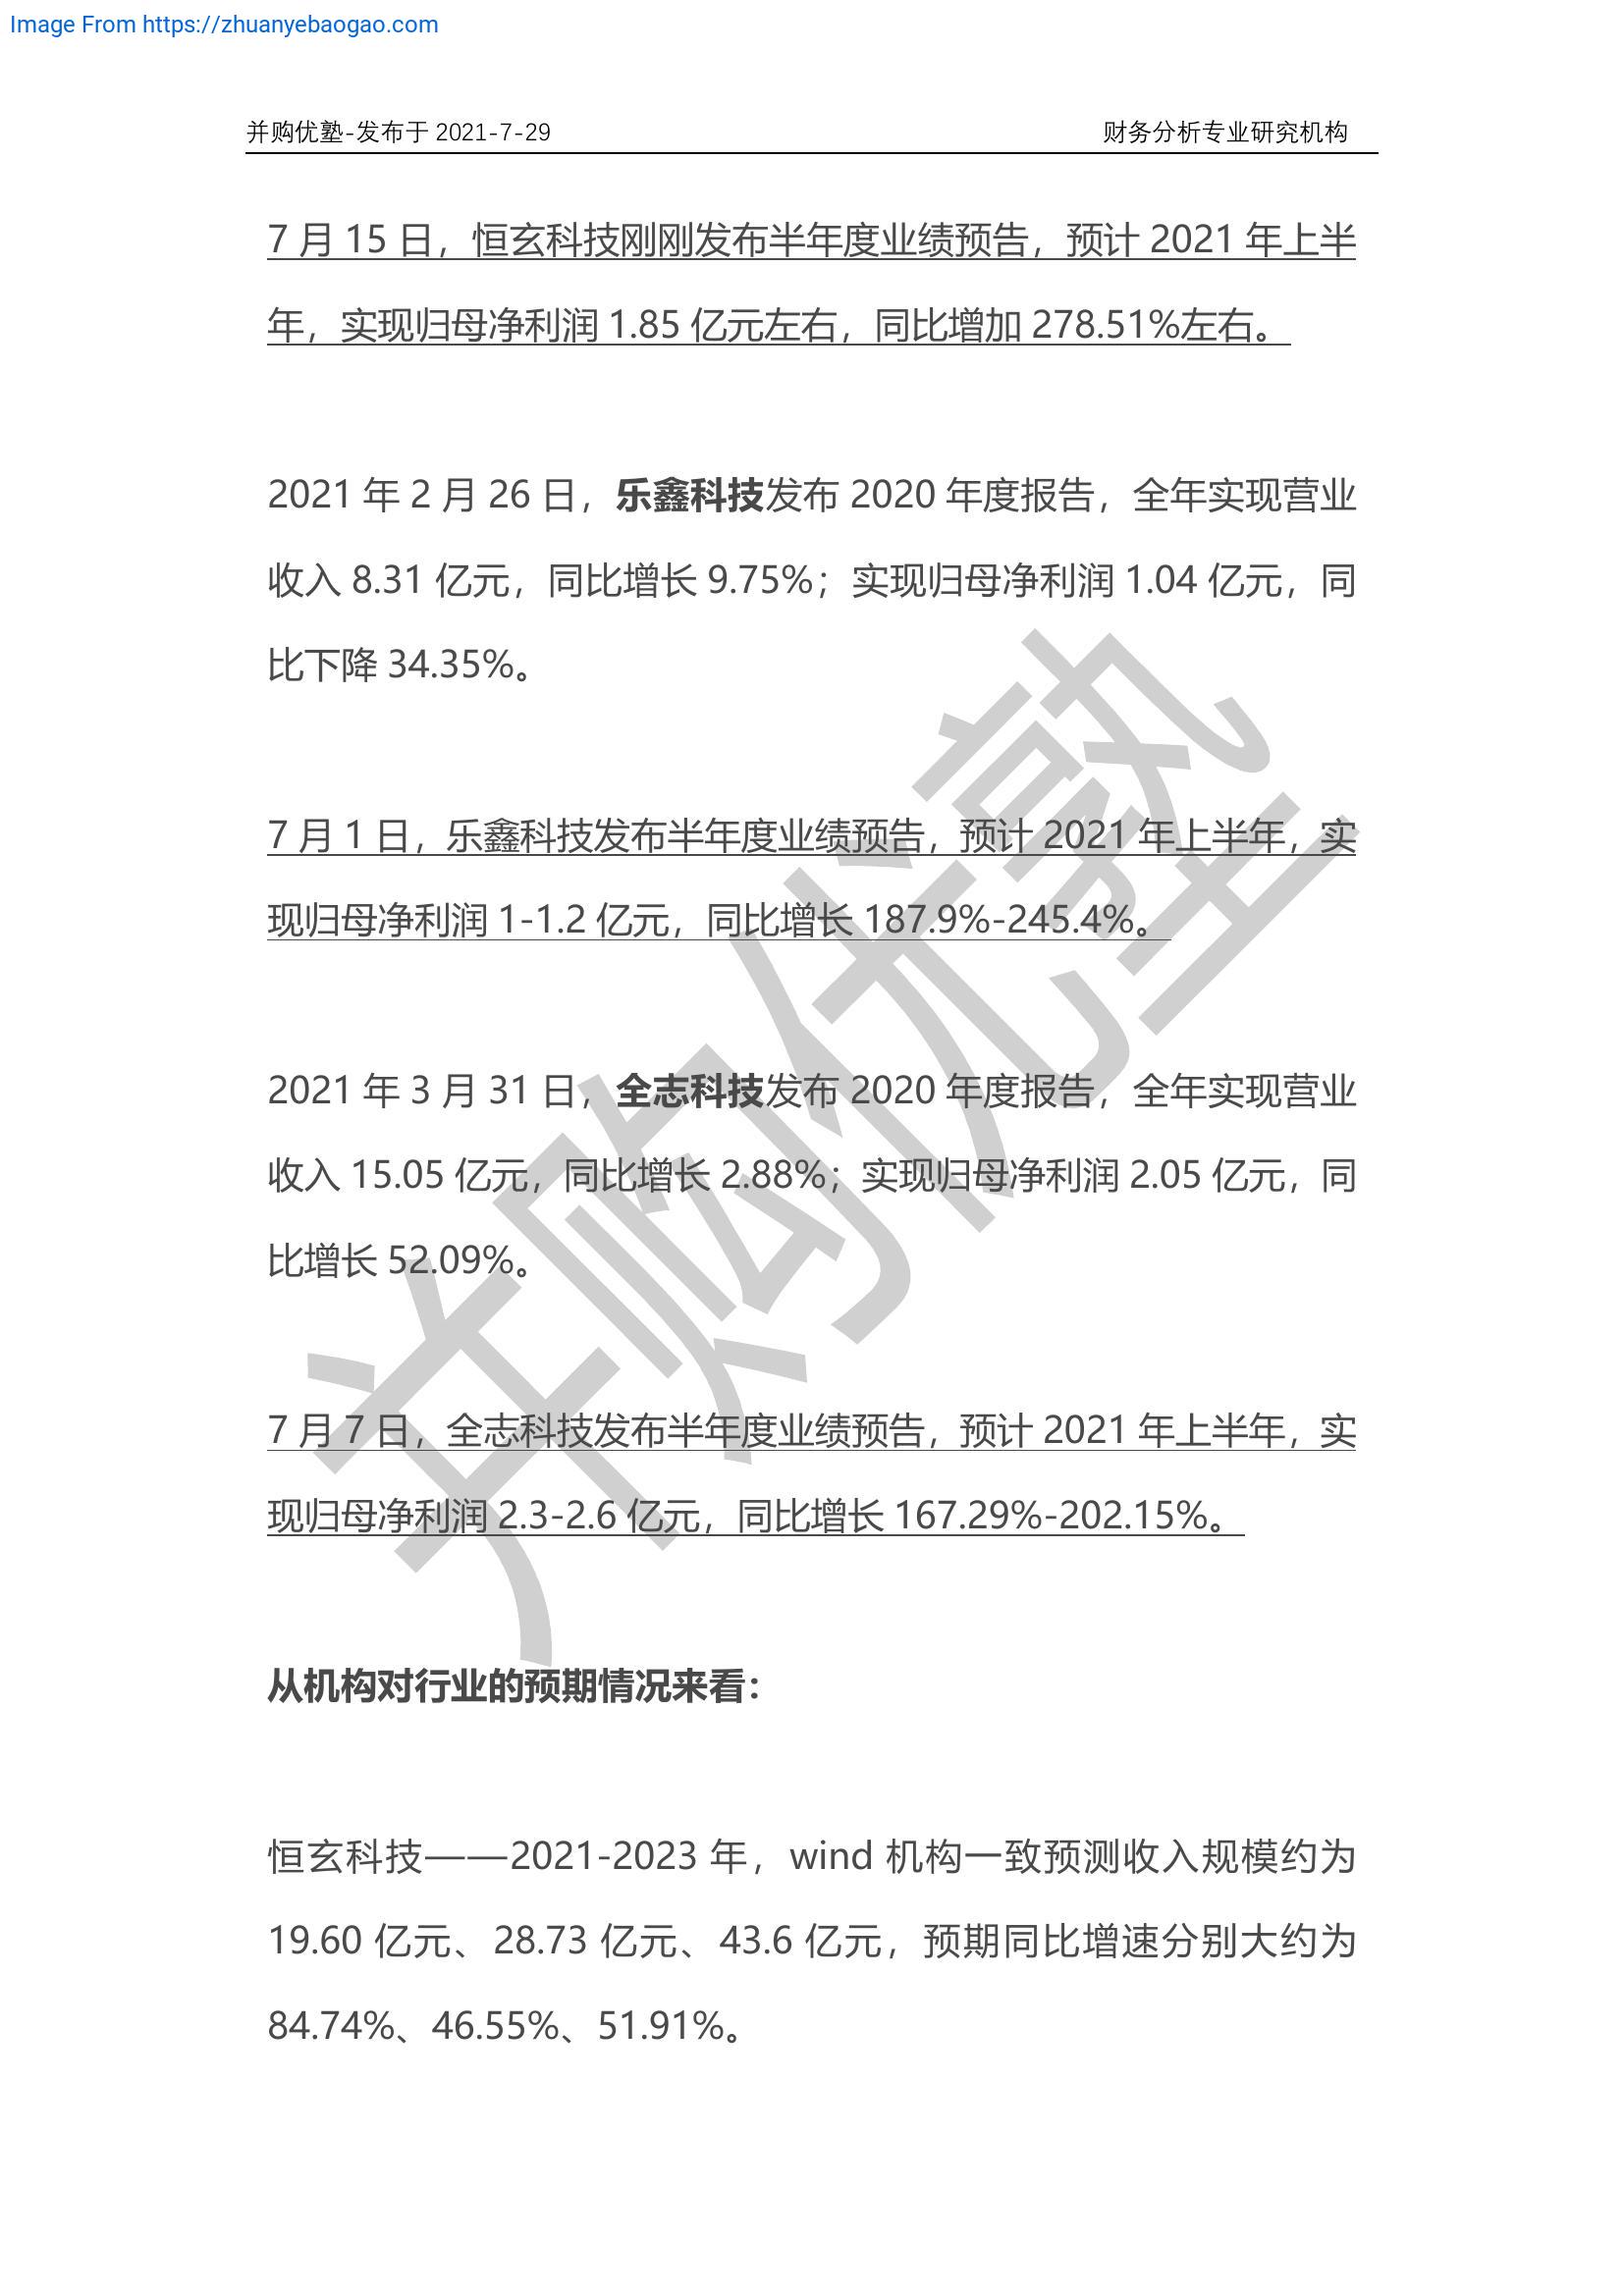 Image From https://zhuanyebaogao.com
并购优塾-发布于 2021-7-29 财务分析专业研究机构
7 月 15 日，恒玄科技刚刚发布半年度业绩预告，预计 2021 年上半
年，实现归母净利润 1.85 亿元左右，同比增加 278.51%左右。
2021 年 2 月 26 日，乐鑫科技发布 2020 年度报告，全年实现营业
收入 8.31 亿元，同比增长 9.75%；实现归母净利润 1.04 亿元，同
比下降 34.35%。
7 月 1 日，乐鑫科技发布半年度业绩预告，预计 2021 年上半年，实
现归母净利润 1-1.2 亿元，同比增长 187.9%-245.4%。
2021 年 3 月 31 日，全志科技发布 2020 年度报告，全年实现营业
收入 15.05 亿元，同比增长 2.88%；实现归母净利润 2.05 亿元，同
比增长 52.09%。
7 月 7 日，全志科技发布半年度业绩预告，预计 2021 年上半年，实
现归母净利润 2.3-2.6 亿元，同比增长 167.29%-202.15%。
从机构对行业的预期情况来看：
恒玄科技——2021-2023 年，wind 机构一致预测收入规模约为
19.60 亿元、28.73 亿元、43.6 亿元，预期同比增速分别大约为
84.74%、46.55%、51.91%。
并购优塾